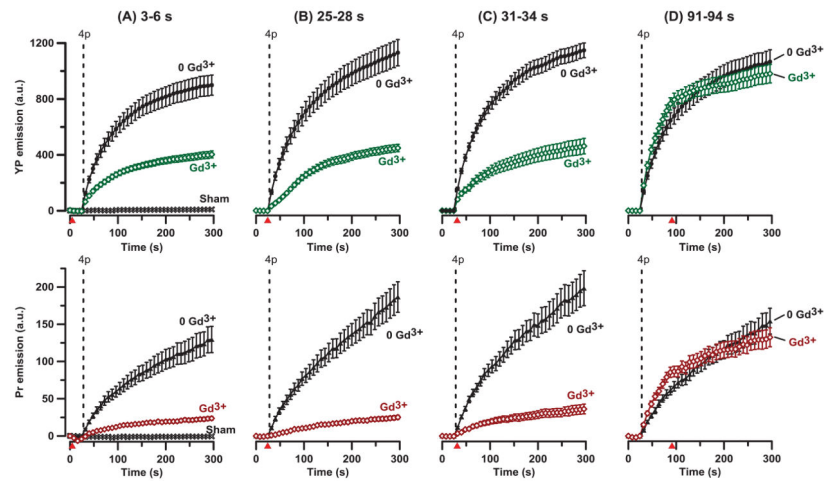 (A) 3-6 s
(B) 25-28 s
(C) 31-34 s
(D) 91-94 s
4p
4p
4p
4p
YP emission (a.u.)
1200
800
400
0
0 Gd3+
Gd3+
Sham
0 Gd3+
Gd3+
0 Gd3+
Gd3+
0 Gd3+
Gd3+
0 100 200 300
0 100 200 300
0 100 200 300
0 100 200 300
Time (s)
Time (s)
Time (s)
Time (s)
4p
4p
4p
4p
Pr emission (a.u.)
200
150
100
50
25
0
0 Gd3+
Gd3+
Sham
0 Gd3+
Gd3+
0 Gd3+
Gd3+
0 Gd3+
Gd3+
0 100 200 300
0 100 200 300
0 100 200 300
0 100 200 300
Time (s)
Time (s)
Time (s)
Time (s)